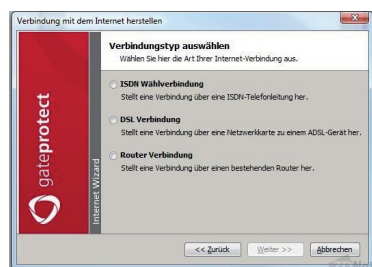 Verbindung mit dem Internet herstellen
Verbindungstyp auswählen
Wählen Sie hier die Art Ihrer Internet-Verbindung aus.
ISDN Wählverbindung
Stellt eine Verbindung über eine ISDN-Telefonleitung her.
DSL Verbindung
Stellt eine Verbindung über eine Netzwerkkarte zu einem ADSL-Gerät her.
Router Verbindung
Stellt eine Verbindung über einen bestehenden Router her.
gateprotect
Internet Wizard
<< Zurück
Weiter >>
Abbrechen